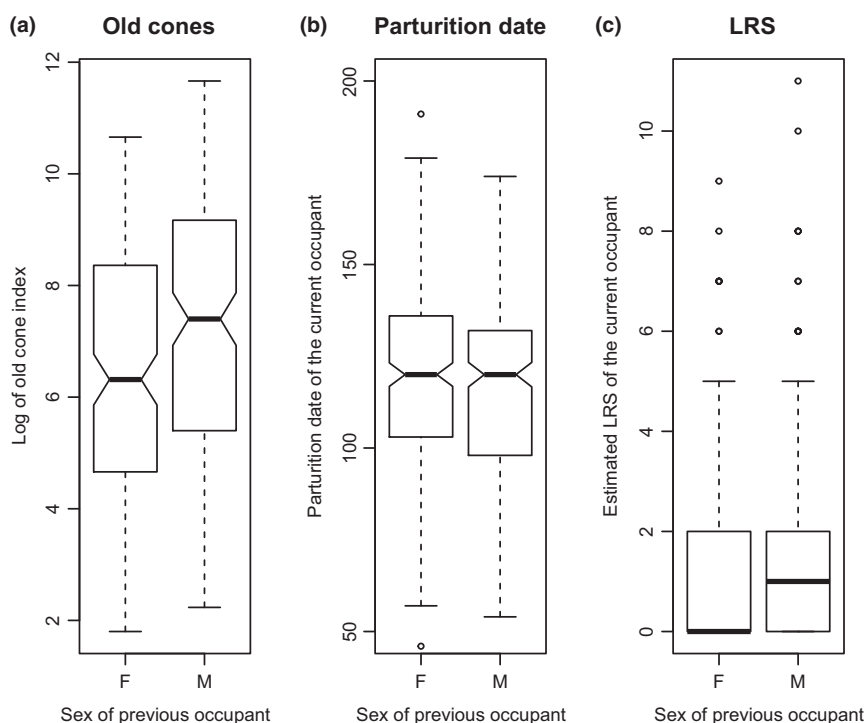 (a) Old cones
Log of old cone index
12
10
8
6
4
2
F M
Sex of previous occupant
(b) Parturition date
Parturition date of the current occupant
200
150
100
50
F M
Sex of previous occupant
(c) LRS
Estimated LRS of the current occupant
10
8
6
4
2
0
F M
Sex of previous occupant